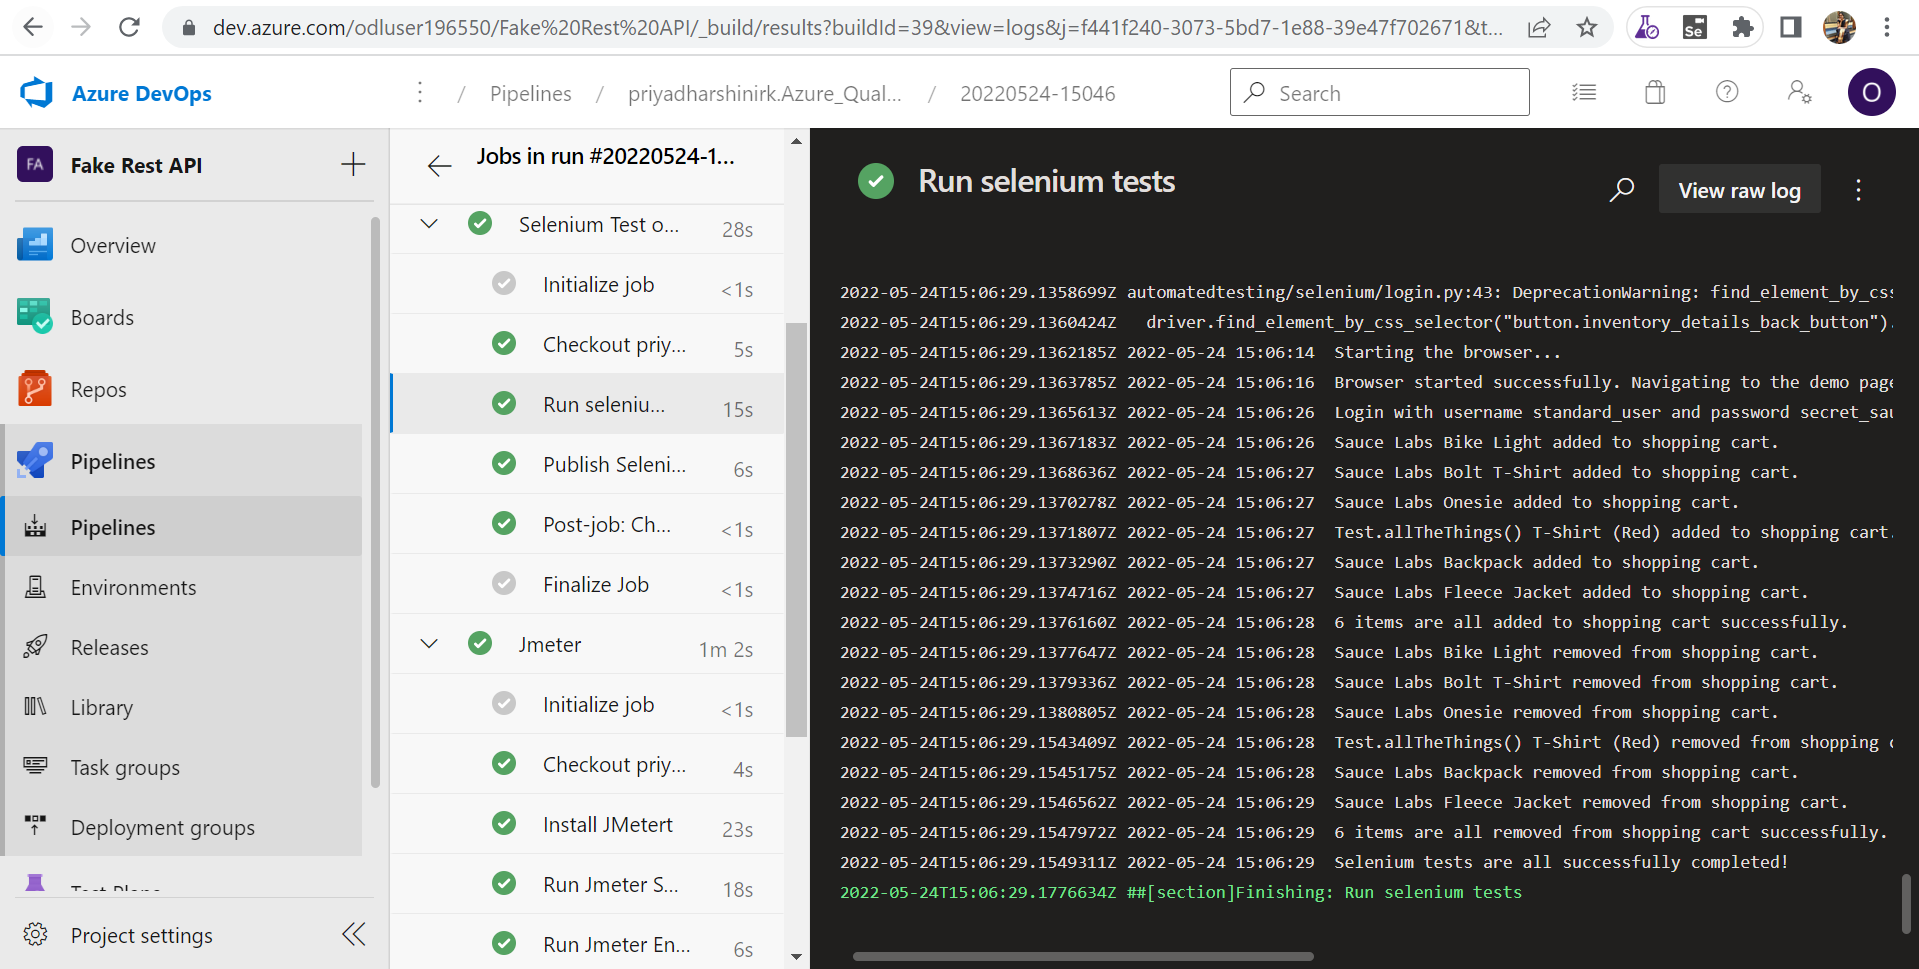 dev.azure.com/odluser196550/Fake%20Rest%20API/_build/results?buildId=39&view=logs&j=f441f240-3073-5bd7-1e88-39e47f702671&t...
Se
Azure DevOps
/ Pipelines / priyadharshinirk.Azure_Qual... / 20220524-15046
Search
O
FA Fake Rest API
Overview
Boards
Repos
Pipelines
Pipelines
Environments
Releases
Library
Task groups
Deployment groups
Test Plans
Project settings
Jobs in run #20220524-1...
Selenium Test o... 28s
Initialize job <1s
Checkout priy... 5s
Run seleniu... 15s
Publish Seleni... 6s
Post-job: Ch... <1s
Finalize Job <1s
Jmeter 1m 2s
Initialize job <1s
Checkout priy... 4s
Install JMetert 23s
Run Jmeter S... 18s
Run Jmeter En... 6s
Run selenium tests
View raw log
2022-05-24T15:06:29.1358699Z automatedtesting/selenium/login.py:43: DeprecationWarning: find_element_by_css
2022-05-24T15:06:29.1360424Z driver.find_element_by_css_selector("button.inventory_details_back_button").
2022-05-24T15:06:29.1362185Z 2022-05-24 15:06:14 Starting the browser...
2022-05-24T15:06:29.1363785Z 2022-05-24 15:06:16 Browser started successfully. Navigating to the demo page
2022-05-24T15:06:29.1365613Z 2022-05-24 15:06:26 Login with username standard_user and password secret_sau
2022-05-24T15:06:29.1367183Z 2022-05-24 15:06:26 Sauce Labs Bike Light added to shopping cart.
2022-05-24T15:06:29.1368636Z 2022-05-24 15:06:27 Sauce Labs Bolt T-Shirt added to shopping cart.
2022-05-24T15:06:29.1370278Z 2022-05-24 15:06:27 Sauce Labs Onesie added to shopping cart.
2022-05-24T15:06:29.1371807Z 2022-05-24 15:06:27 Test.allTheThings() T-Shirt (Red) added to shopping cart.
2022-05-24T15:06:29.1373290Z 2022-05-24 15:06:27 Sauce Labs Backpack added to shopping cart.
2022-05-24T15:06:29.1374716Z 2022-05-24 15:06:27 Sauce Labs Fleece Jacket added to shopping cart.
2022-05-24T15:06:29.1376160Z 2022-05-24 15:06:28 6 items are all added to shopping cart successfully.
2022-05-24T15:06:29.1377647Z 2022-05-24 15:06:28 Sauce Labs Bike Light removed from shopping cart.
2022-05-24T15:06:29.1379336Z 2022-05-24 15:06:28 Sauce Labs Bolt T-Shirt removed from shopping cart.
2022-05-24T15:06:29.1380805Z 2022-05-24 15:06:28 Sauce Labs Onesie removed from shopping cart.
2022-05-24T15:06:29.1543409Z 2022-05-24 15:06:28 Test.allTheThings() T-Shirt (Red) removed from shopping c
2022-05-24T15:06:29.1545175Z 2022-05-24 15:06:28 Sauce Labs Backpack removed from shopping cart.
2022-05-24T15:06:29.1546562Z 2022-05-24 15:06:29 Sauce Labs Fleece Jacket removed from shopping cart.
2022-05-24T15:06:29.1547972Z 2022-05-24 15:06:29 6 items are all removed from shopping cart successfully.
2022-05-24T15:06:29.1549311Z 2022-05-24 15:06:29 Selenium tests are all successfully completed!
2022-05-24T15:06:29.1776634Z ##[section]Finishing: Run selenium tests